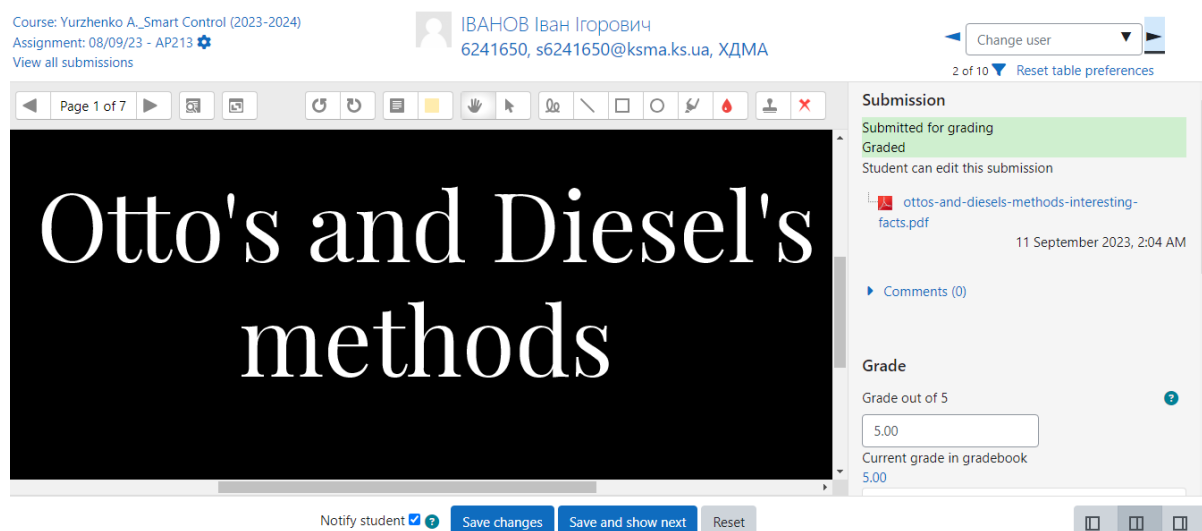 Course: Yurzhenko A._Smart Control (2023-2024)
Assignment: 08/09/23 - AP213
View all submissions
ІВАНОВ Іван Ігорович
6241650, s6241650@ksma.ks.ua, ХДМА
Change user
2 of 10 Reset table preferences
Page 1 of 7
Otto's and Diesel's
methods
Submission
Submitted for grading
Graded
Student can edit this submission
ottos-and-diesels-methods-interesting-
facts.pdf
11 September 2023, 2:04 AM
Comments (0)
Grade
Grade out of 5
5.00
Current grade in gradebook
5.00
Notify student
Save changes
Save and show next
Reset